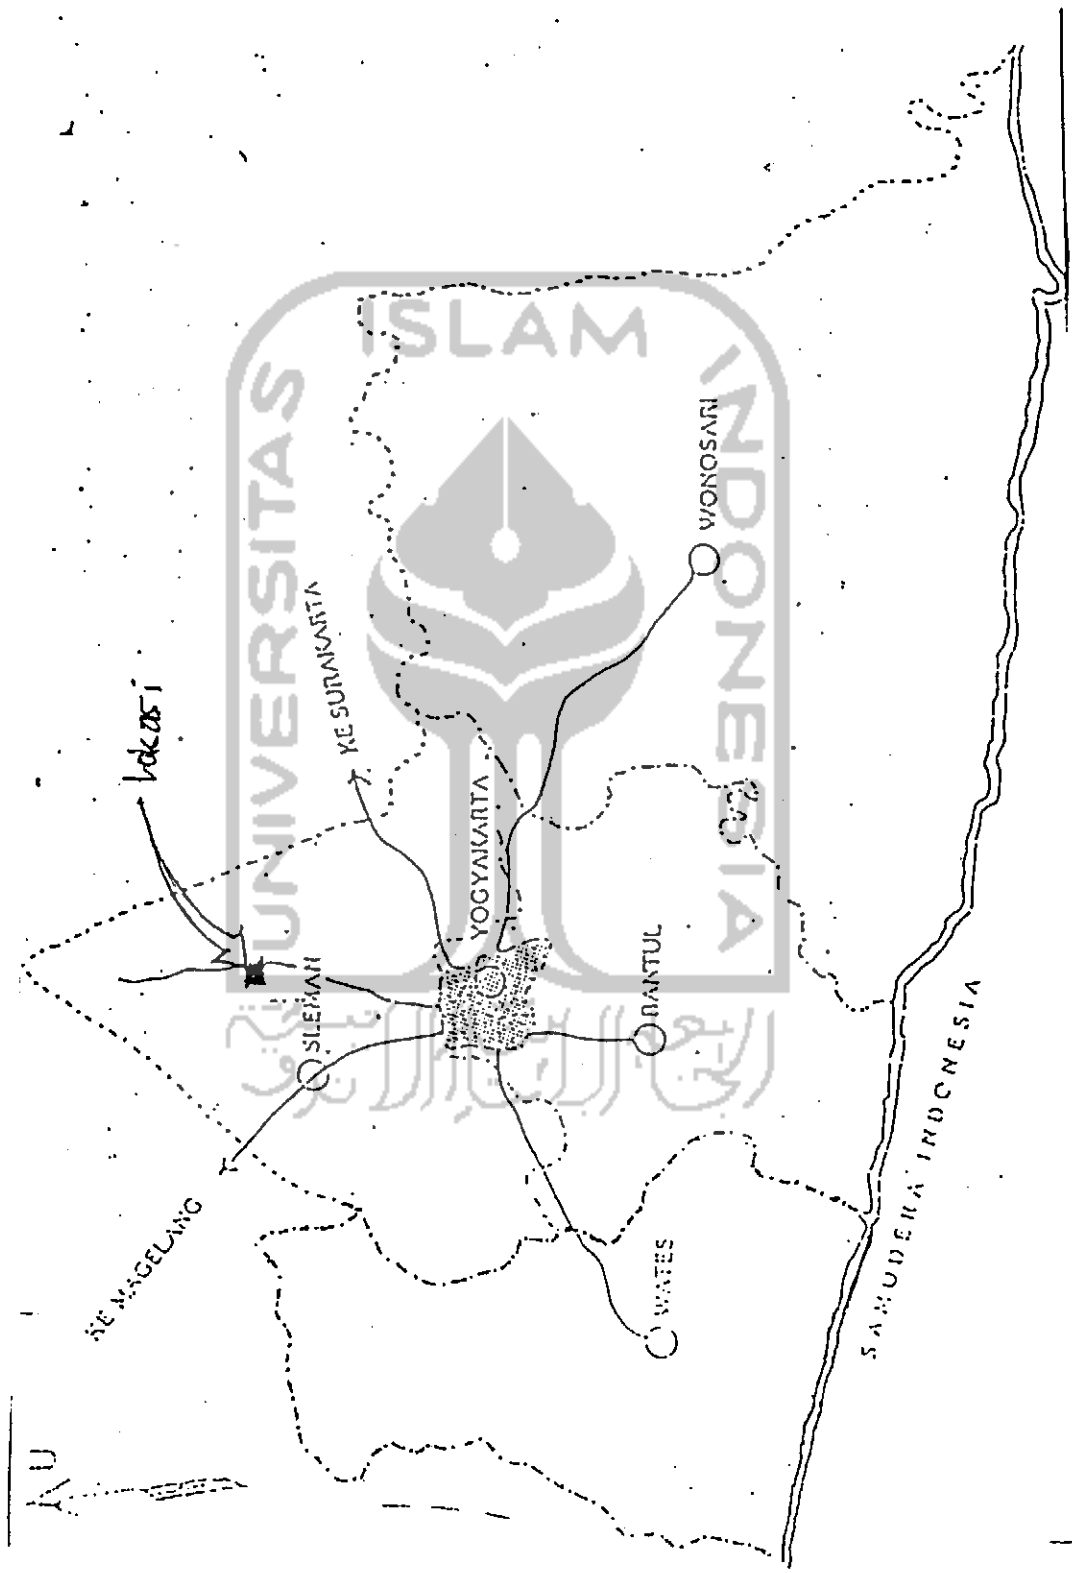 U
KE MAGELANG
Lokasi
SLEMAN
KE SURAKARTA
YOGYAKARTA
WATES
BANTUL
WONOSARI
SAMUDERA INDONESIA
UNIVERSITAS
ISLAM
INDONESIA